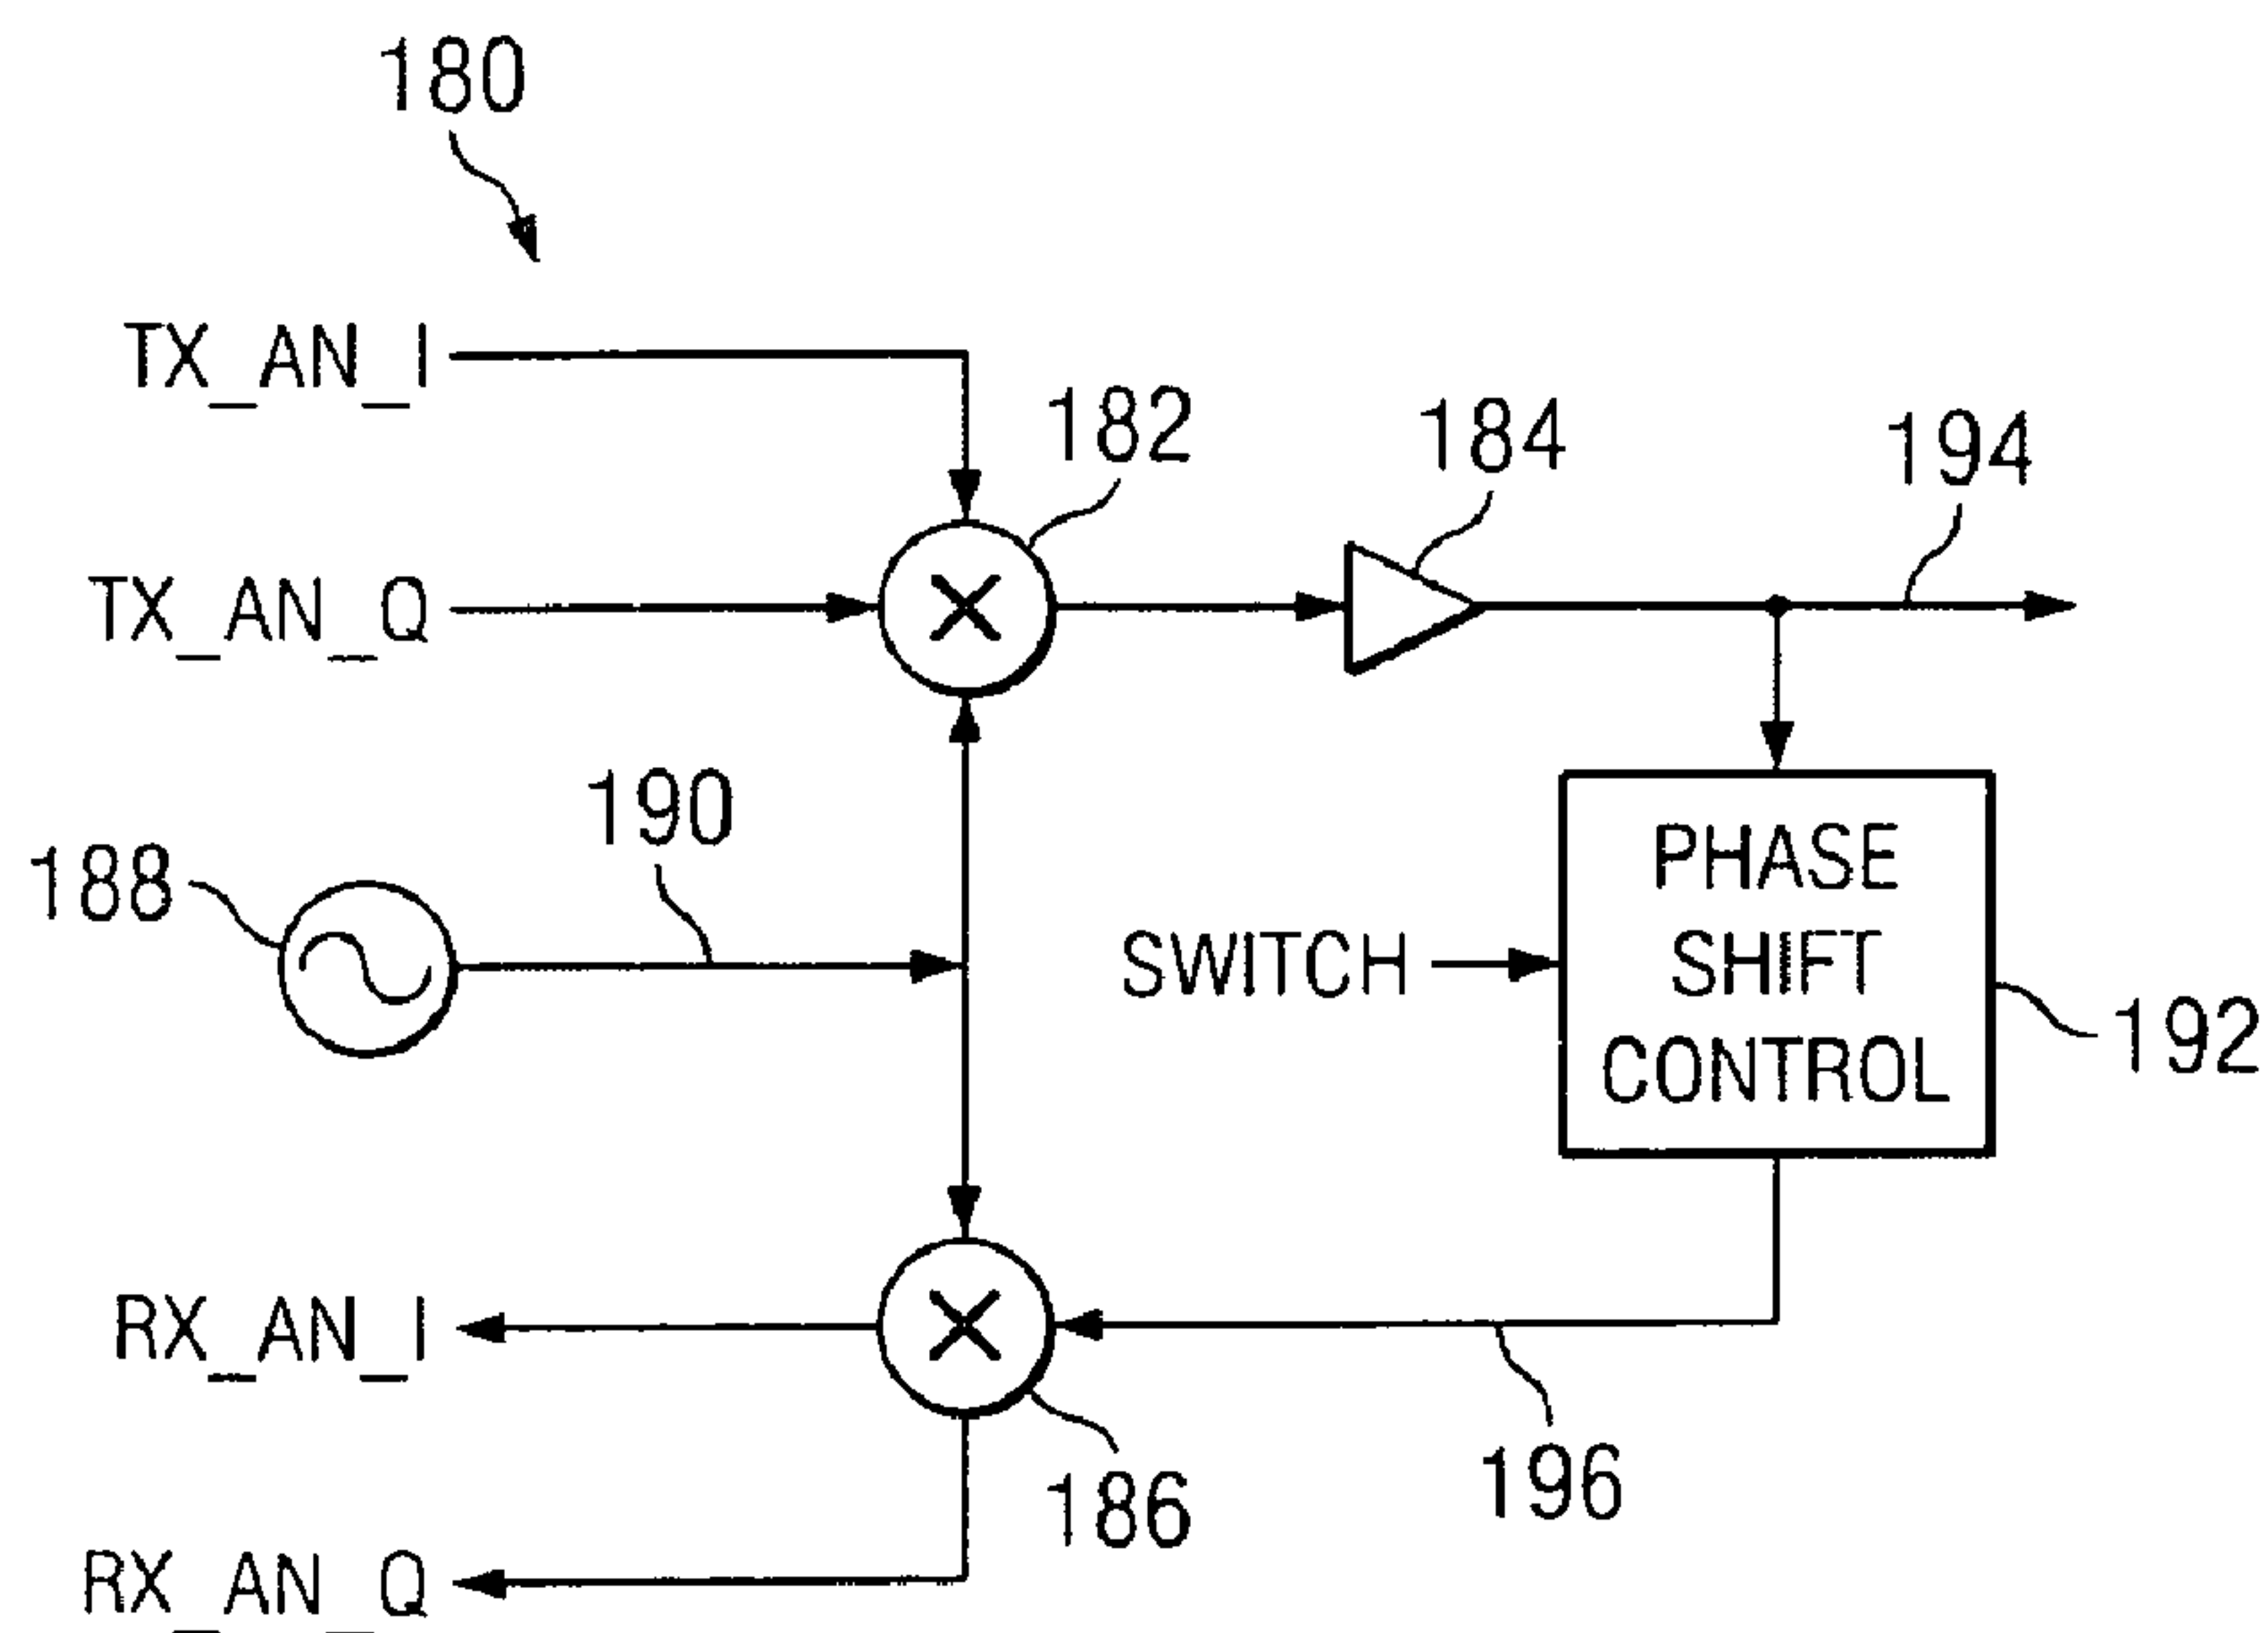 180
TX_AN_I
182
184
194
TX_AN_Q
190
188
PHASE
SHIFT
CONTROL
SWITCH
192
RX_AN_I
186
196
RX_AN_Q